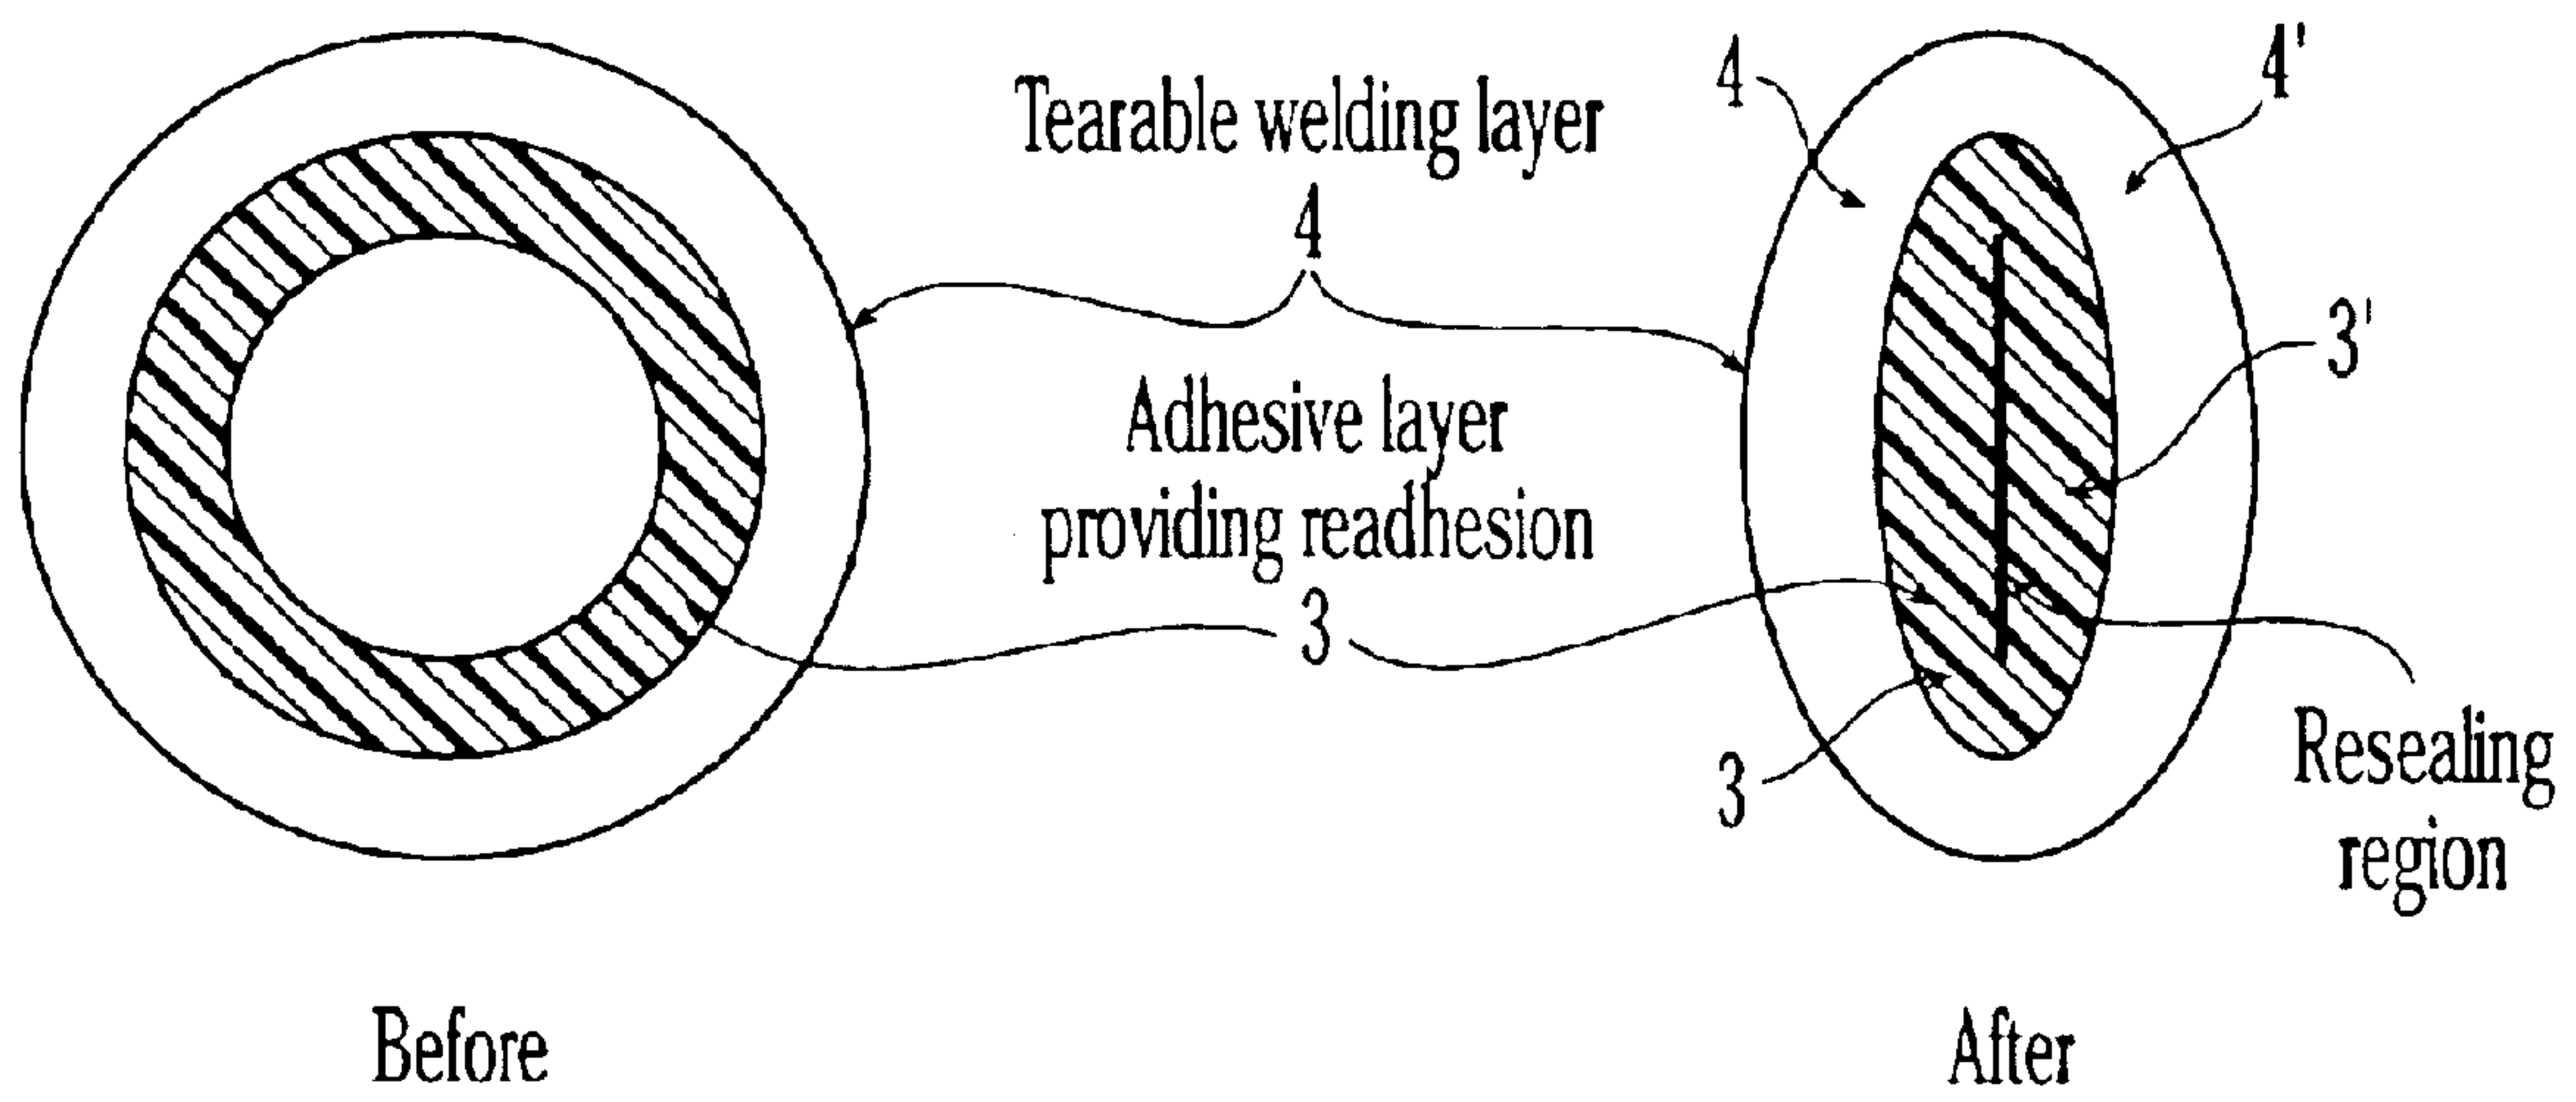 Tearable welding layer
4
Adhesive layer
providing readhesion
3
4
4'
3'
3
Resealing
region
Before
After